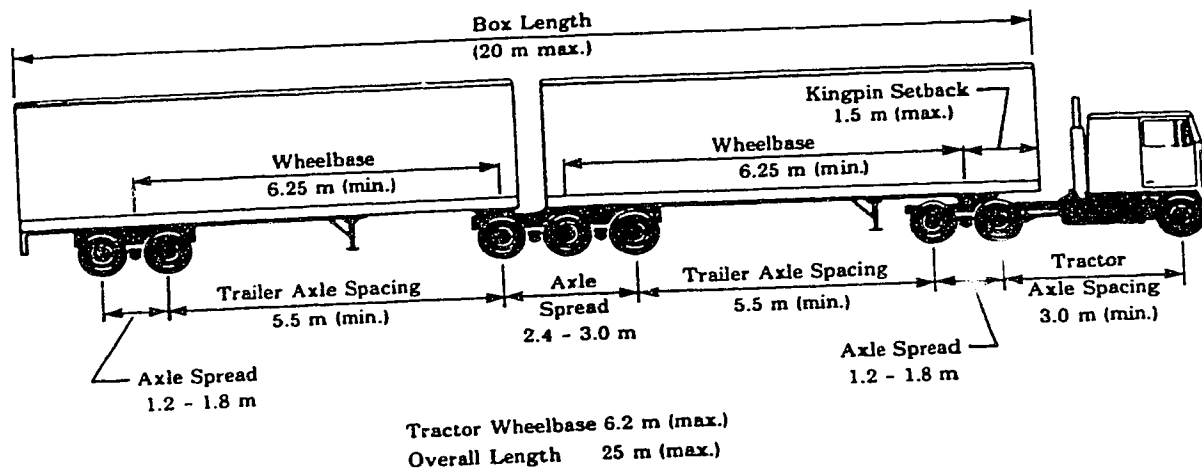 Box Length
(20 m max.)
Kingpin Setback
1.5 m (max.)
Wheelbase
6.25 m (min.)
Wheelbase
6.25 m (min.)
Trailer Axle Spacing
5.5 m (min.)
Axle
Spread
2.4 - 3.0 m
Trailer Axle Spacing
5.5 m (min.)
Tractor
Axle Spacing
3.0 m (min.)
Axle Spread
1.2 - 1.8 m
Axle Spread
1.2 - 1.8 m
Tractor Wheelbase 6.2 m (max.)
Overall Length 25 m (max.)